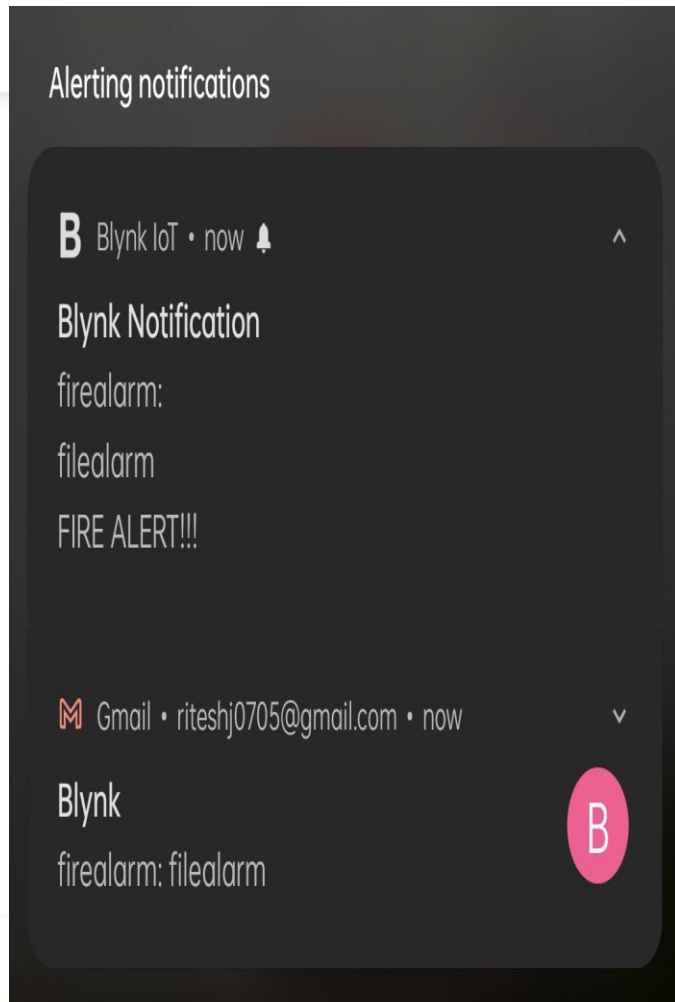 Alerting notifications
B Blynk IoT • now
Blynk Notification
firealarm:
filealarm
FIRE ALERT!!!
M Gmail • riteshj0705@gmail.com • now
Blynk
B
firealarm: filealarm